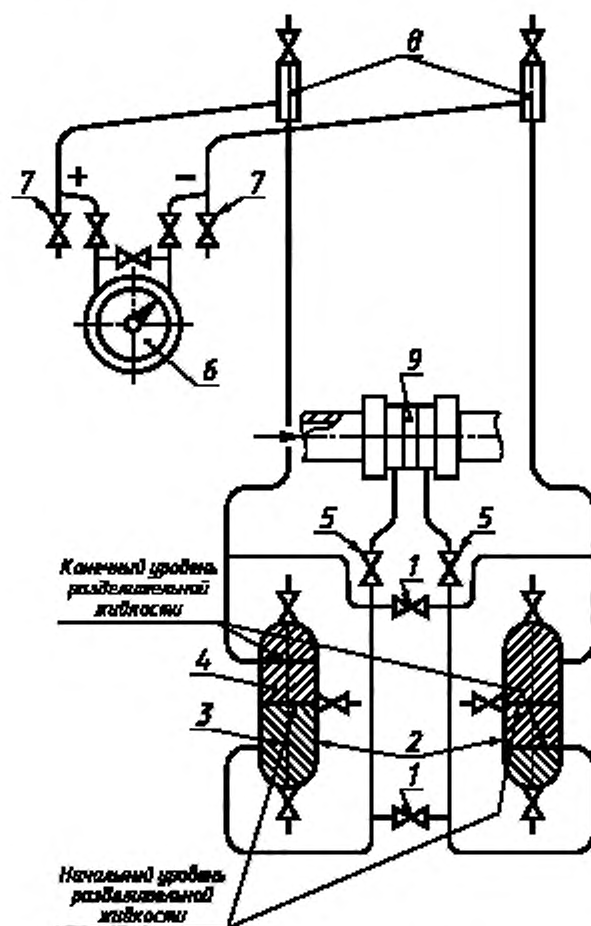 8
+
−
7
7
6
9
5
5
Конечный уровень
разделительной
жидкости
1
4
3
2
1
Начальный уровень
разделительной
жидкости